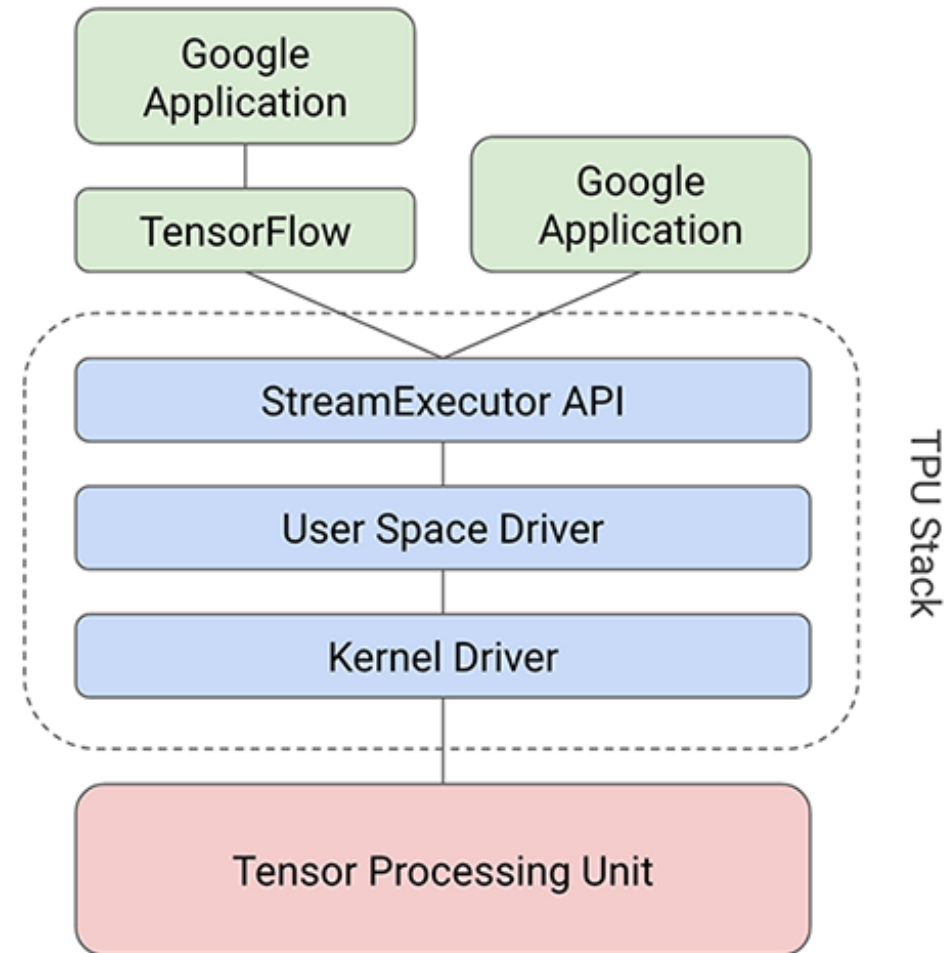 Google
Application
TensorFlow
Google
Application
StreamExecutor API
User Space Driver
Kernel Driver
TPU Stack
Tensor Processing Unit